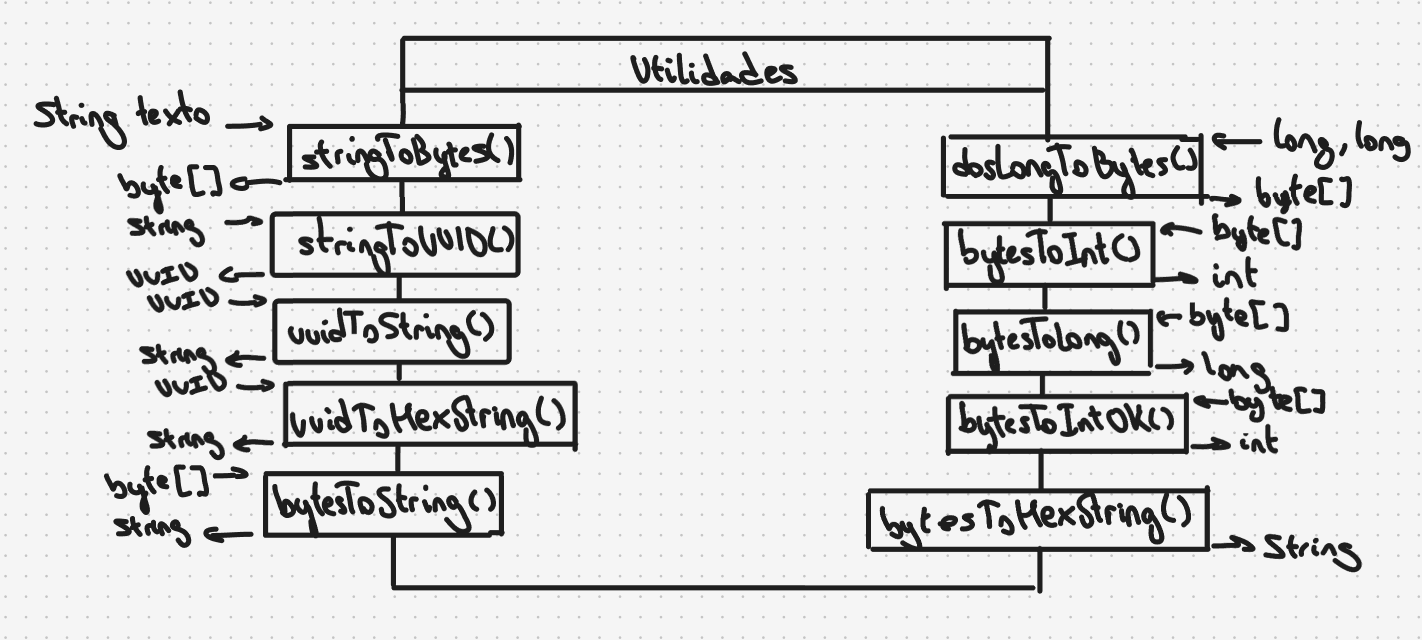 Utilidades
String texto
stringToBytes()
byte[]
string
stringToUUID()
UUID
UUID
uuidToString()
string
UUID
uuidToHexString()
string
byte[]
bytesToString()
string
long, long
dosLongToBytes()
byte[]
byte[]
bytesToInt()
int
byte[]
bytesToLong()
long
byte[]
bytesToIntOK()
int
bytesToHexString()
String